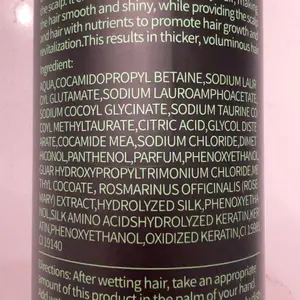 the hair smooth and shiny, while providing the scalp
and hair with nutrients to promote hair growth and
revitalization.This results in thicker, voluminous hair
Ingredient:
AQUA,COCAMIDOPROPYL BETAINE,SODIUM LAUR
OYL GLUTAMATE,SODIUM LAUROAMPHOACETATE,
SODIUM COCOYL GLYCINATE,SODIUM TAURINE CO
COYL METHYLTAURATE,CITRIC ACID,GLYCOL DISTE
ARATE,COCAMIDE MEA,SODIUM CHLORIDE,DIMET
HICONOL,PANTHENOL,PARFUM,PHENOXYETHANOL,
GUAR HYDROXYPROPYLTRIMONIUM CHLORIDE,ME
THYL COCOATE, ROSMARINUS OFFICINALIS (ROSE
MARY) EXTRACT,HYDROLYZED SILK,PHENOXYETHA
NOL,SILK AMINO ACIDSHYDROLYZED KERATIN,KER
TIN,PHENOXYETHANOL,OXIDIZED KERATIN,CI
CI 19140
Directions: After wetting hair, take an appropriate
amount of this product in the palm of your hand